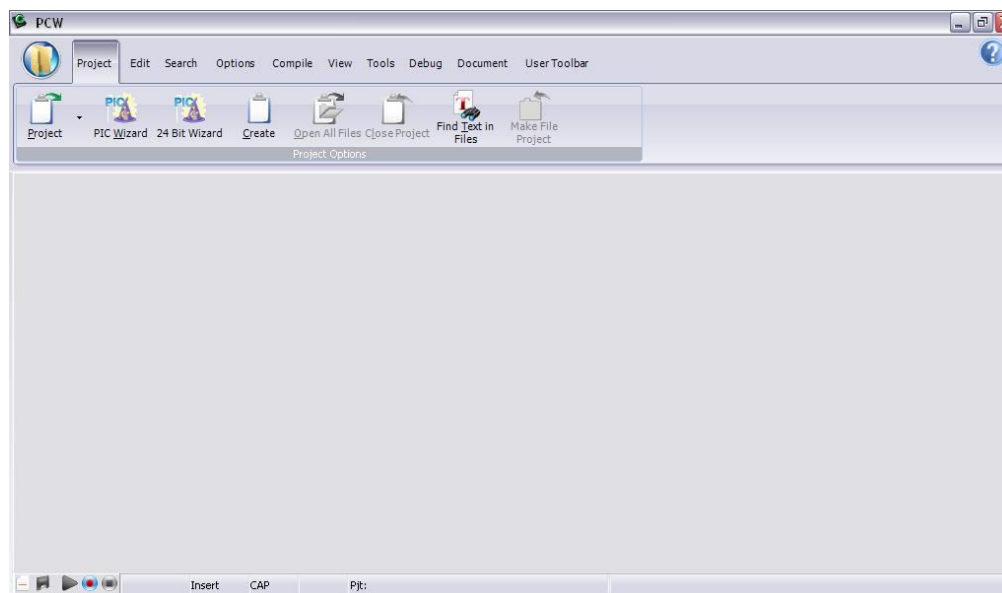 PCW
Project Edit Search Options Compile View Tools Debug Document User Toolbar
PIC PIC
Project PIC Wizard 24 Bit Wizard Create Open All Files Close Project Find Text in Files Make File Project
Project Options
Insert CAP Pjt: